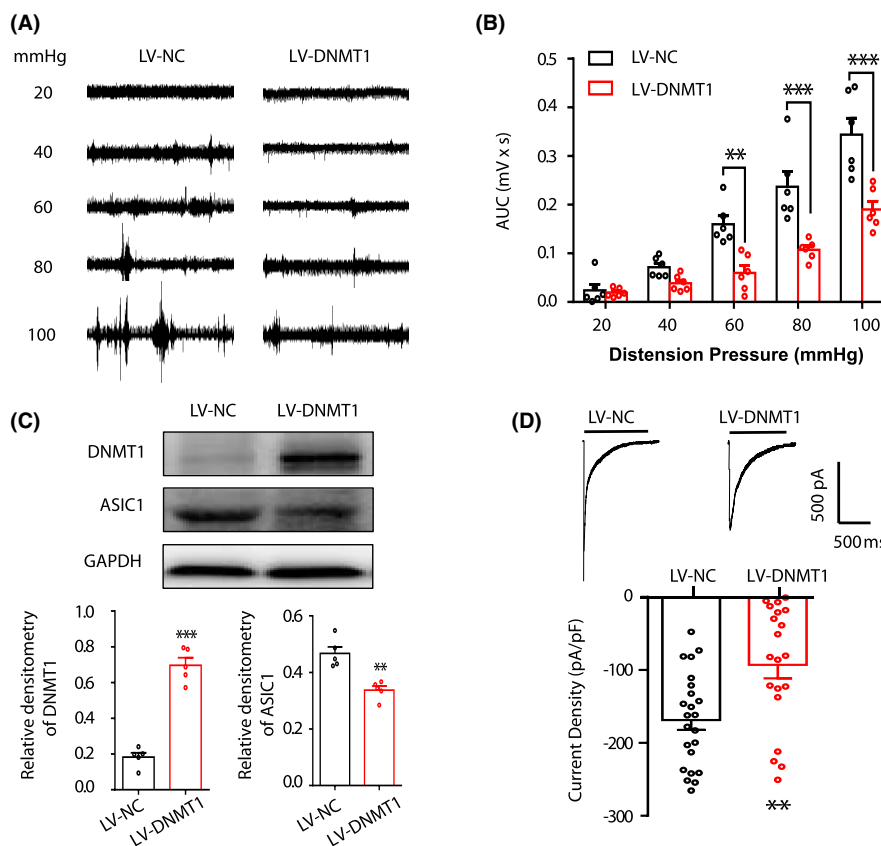 (A)
mmHg LV-NC LV-DNMT1
20
40
60
80
100
(B)
LV-NC
LV-DNMT1
AUC (mV x s)
0.5
0.4
0.3
0.2
0.1
0.0
** *** ***
20 40 60 80 100
Distension Pressure (mmHg)
(C)
LV-NC LV-DNMT1
DNMT1
ASIC1
GAPDH
Relative densitometry
of DNMT1
1.0
0.8
0.6
0.4
0.2
0.0
***
LV-NC
LV-DNMT1
Relative densitometry
of ASIC1
0.6
0.4
0.2
0.0
**
LV-NC
LV-DNMT1
(D)
LV-NC LV-DNMT1
500 pA
500 ms
LV-NC LV-DNMT1
Current Density (pA/pF)
0
-100
-200
-300
**